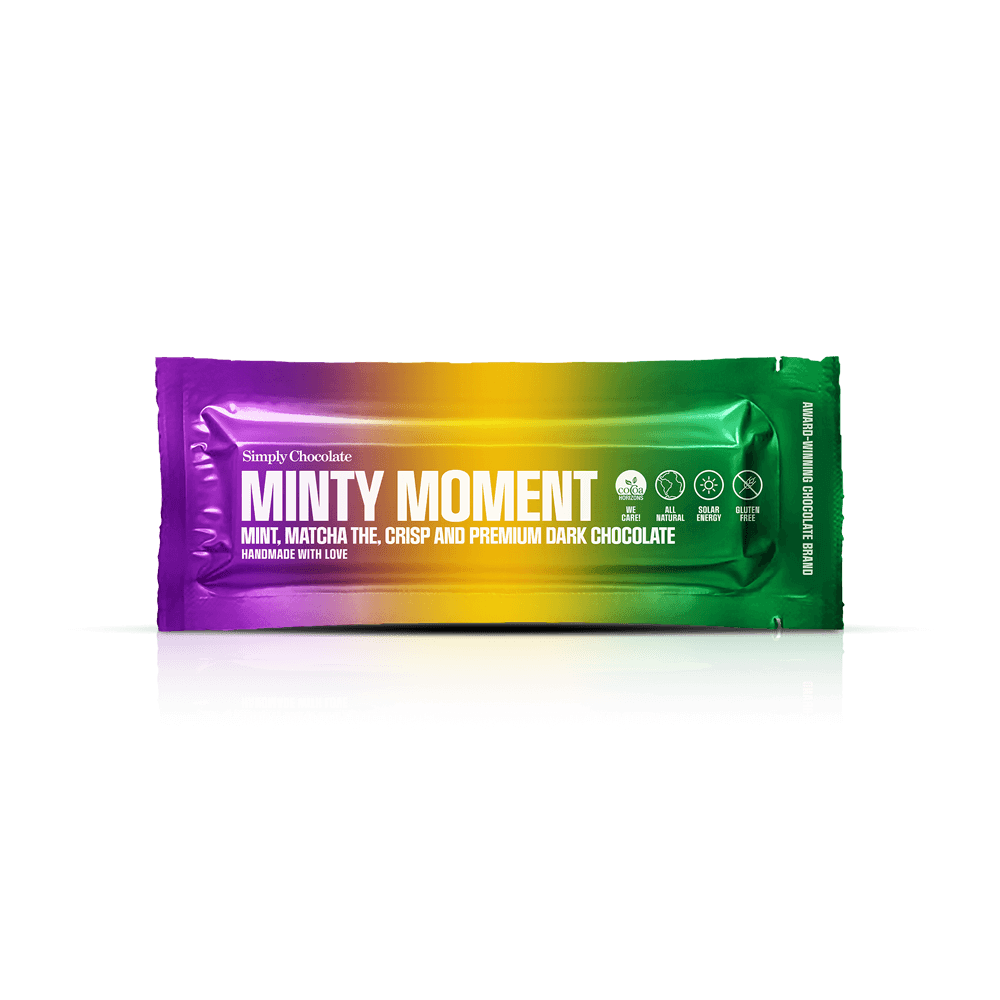 Simply Chocolate
MINTY MOMENT
MINT, MATCHA THE, CRISP AND PREMIUM DARK CHOCOLATE
HANDMADE WITH LOVE
cocoa
HORIZONS
WE
CARE!
ALL
NATURAL
SOLAR
ENERGY
GLUTEN
FREE
AWARD-WINNING CHOCOLATE BRAND